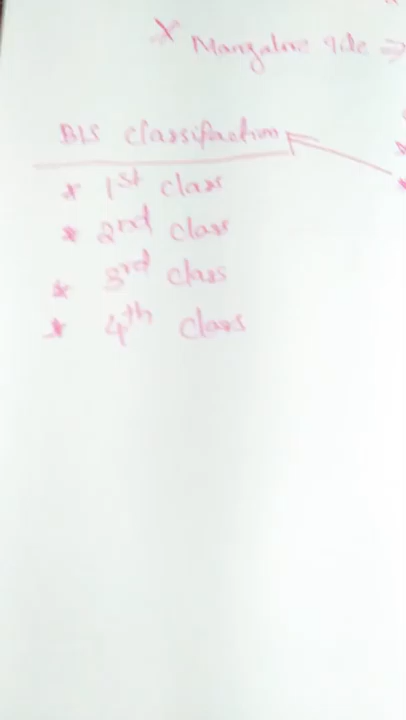 x Mangalore tile =>
BIS classification
* 1st class
* 2nd class
* 3rd class
* 4th class